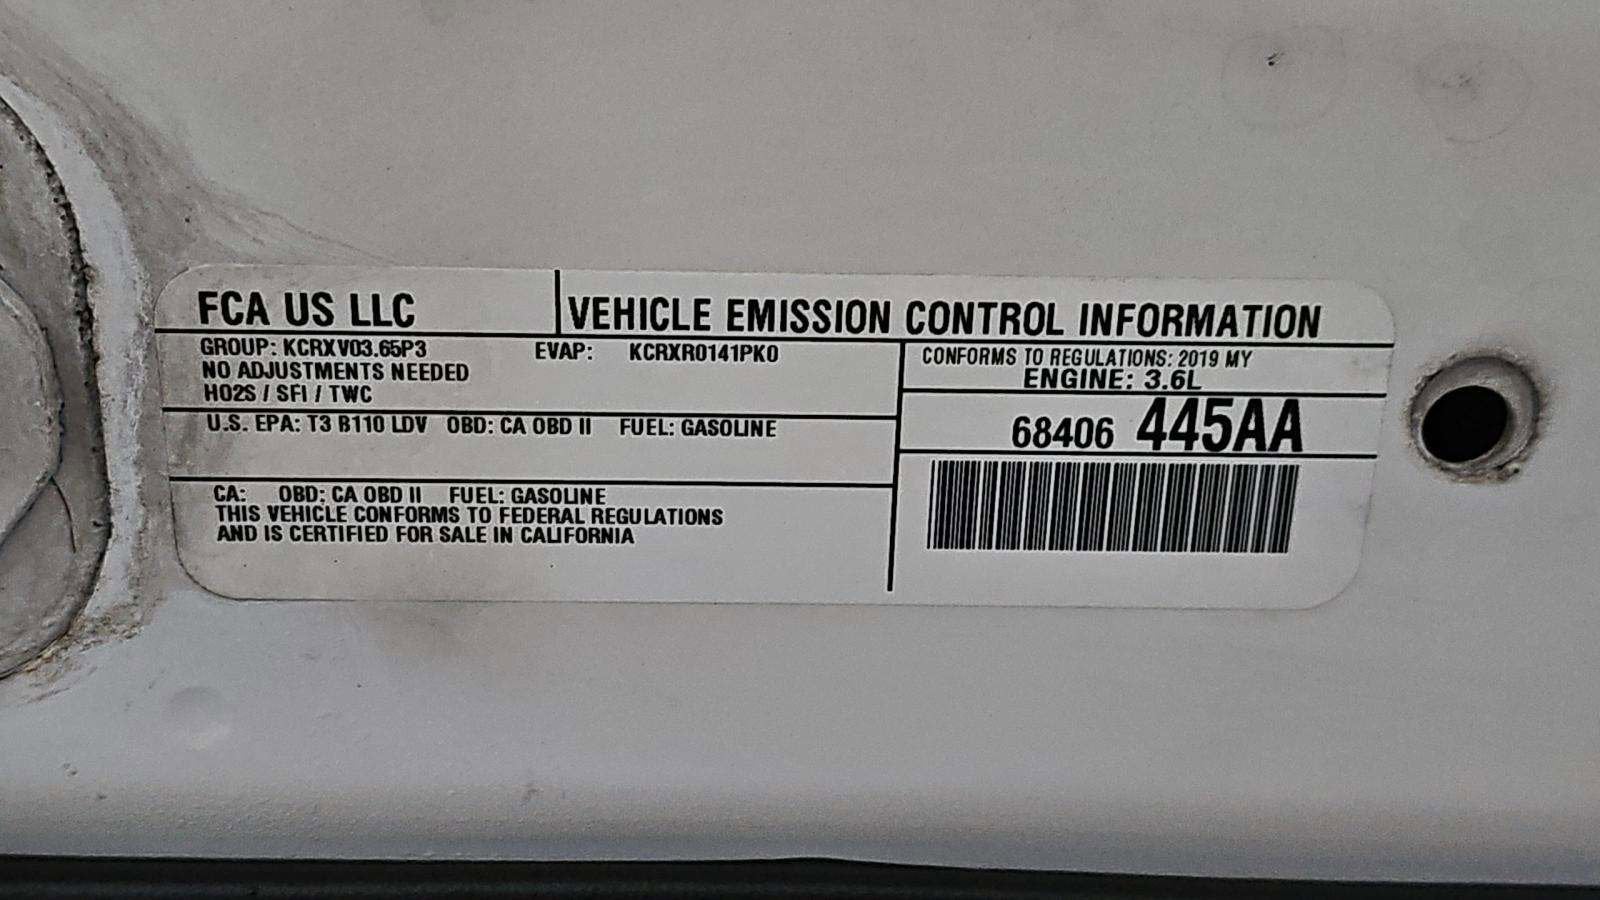 FCA US LLC VEHICLE EMISSION CONTROL INFORMATION
GROUP: KCRXV03.65P3 EVAP: KCRXR0141PK0
NO ADJUSTMENTS NEEDED
HO2S / SFI / TWC
CONFORMS TO REGULATIONS: 2019 MY
ENGINE: 3.6L
68406 445AA
U.S. EPA: T3 B110 LDV OBD: CA OBD II FUEL: GASOLINE
CA: OBD: CA OBD II FUEL: GASOLINE
THIS VEHICLE CONFORMS TO FEDERAL REGULATIONS
AND IS CERTIFIED FOR SALE IN CALIFORNIA